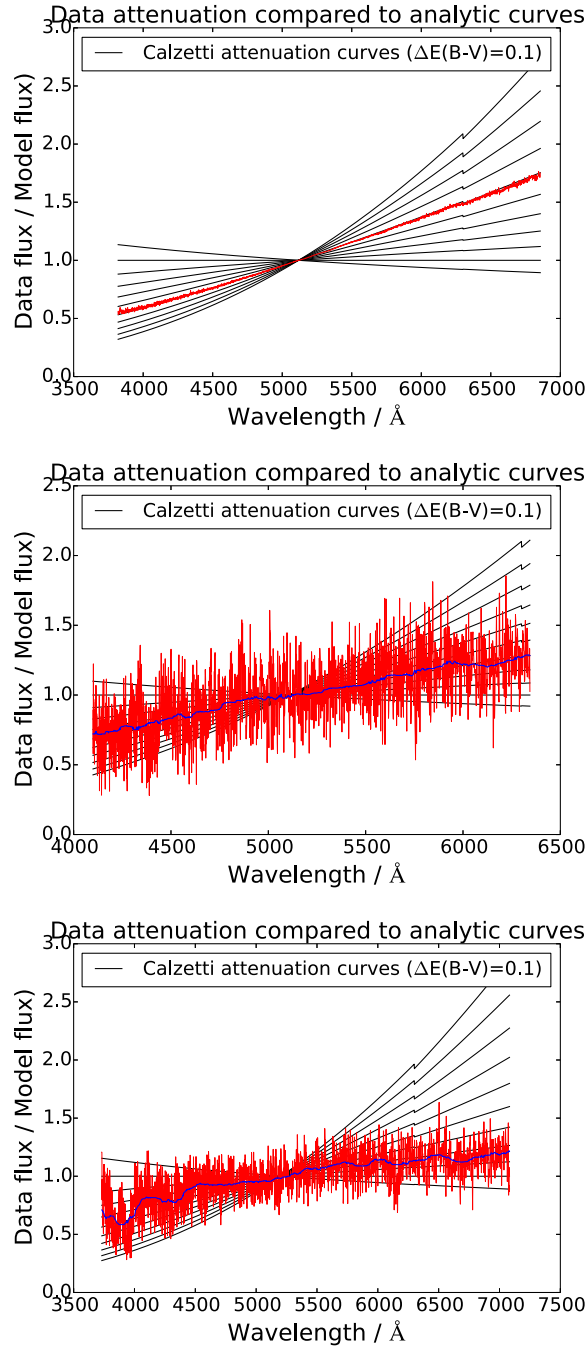 Data attenuation compared to analytic curves
3.0
Calzetti attenuation curves (ΔE(B-V)=0.1)
2.5
2.0
1.5
1.0
0.5
0.0
Data flux / Model flux)
3500 4000 4500 5000 5500 6000 6500 7000
Wavelength / Å
Data attenuation compared to analytic curves
2.5
Calzetti attenuation curves (ΔE(B-V)=0.1)
2.0
1.5
1.0
0.5
0.0
Data flux / Model flux)
4000 4500 5000 5500 6000 6500
Wavelength / Å
Data attenuation compared to analytic curves
3.0
Calzetti attenuation curves (ΔE(B-V)=0.1)
2.5
2.0
1.5
1.0
0.5
0.0
Data flux / Model flux)
3500 4000 4500 5000 5500 6000 6500 7000 7500
Wavelength / Å